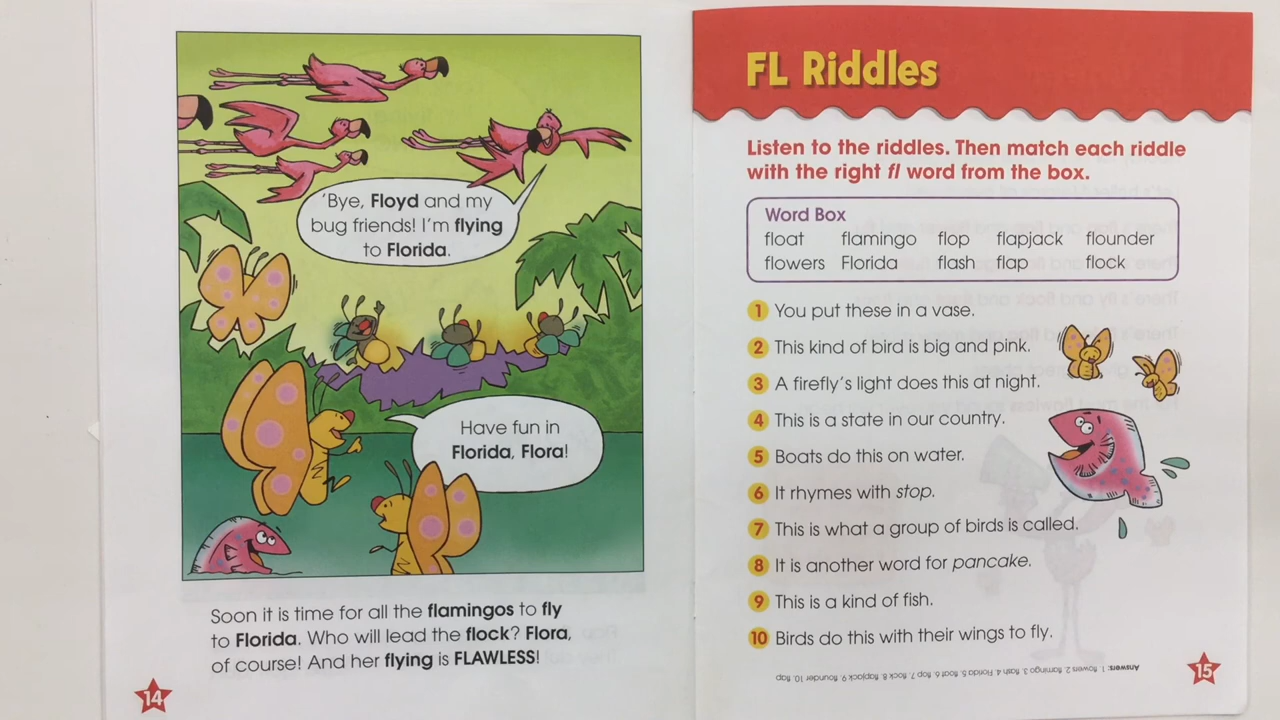 'Bye, Floyd and my
bug friends! I'm flying
to Florida.
Have fun in
Florida, Flora!
Soon it is time for all the flamingos to fly
to Florida. Who will lead the flock? Flora,
of course! And her flying is FLAWLESS!
14
FL Riddles
Listen to the riddles. Then match each riddle
with the right fl word from the box.
Word Box
float flamingo flop flapjack flounder
flowers Florida flash flap flock
1 You put these in a vase.
2 This kind of bird is big and pink.
3 A firefly's light does this at night.
4 This is a state in our country.
5 Boats do this on water.
6 It rhymes with stop.
7 This is what a group of birds is called.
8 It is another word for pancake.
9 This is a kind of fish.
10 Birds do this with their wings to fly.
Answers: 1. flowers 2. flamingo 3. flash 4. Florida 5. float 6. flop 7. flock 8. flapjack 9. flounder 10. flap
15